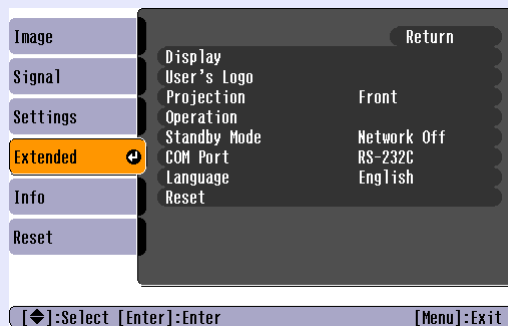 Image
Signal
Settings
Extended
Info
Reset
Return
Display
User's Logo
Projection Front
Operation
Standby Mode Network Off
COM Port RS-232C
Language English
Reset
[◆]:Select [Enter]:Enter [Menu]:Exit